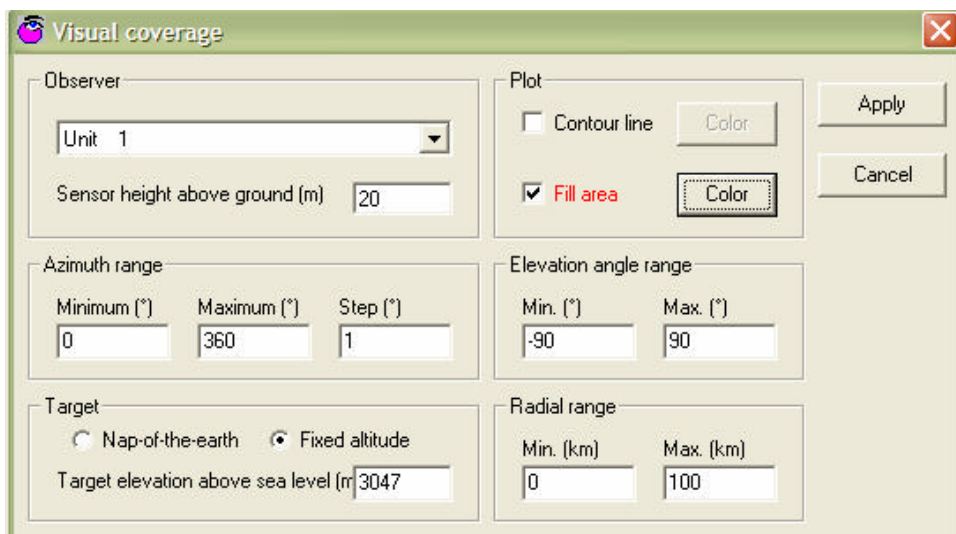 Visual coverage
Observer
Unit 1
Sensor height above ground (m) 20
Plot
Contour line Color
Fill area Color
Apply
Cancel
Azimuth range
Minimum (°) Maximum (°) Step (°)
0 360 1
Elevation angle range
Min. (°) Max. (°)
-90 90
Target
Nap-of-the-earth Fixed altitude
Target elevation above sea level (m 3047
Radial range
Min. (km) Max. (km)
0 100